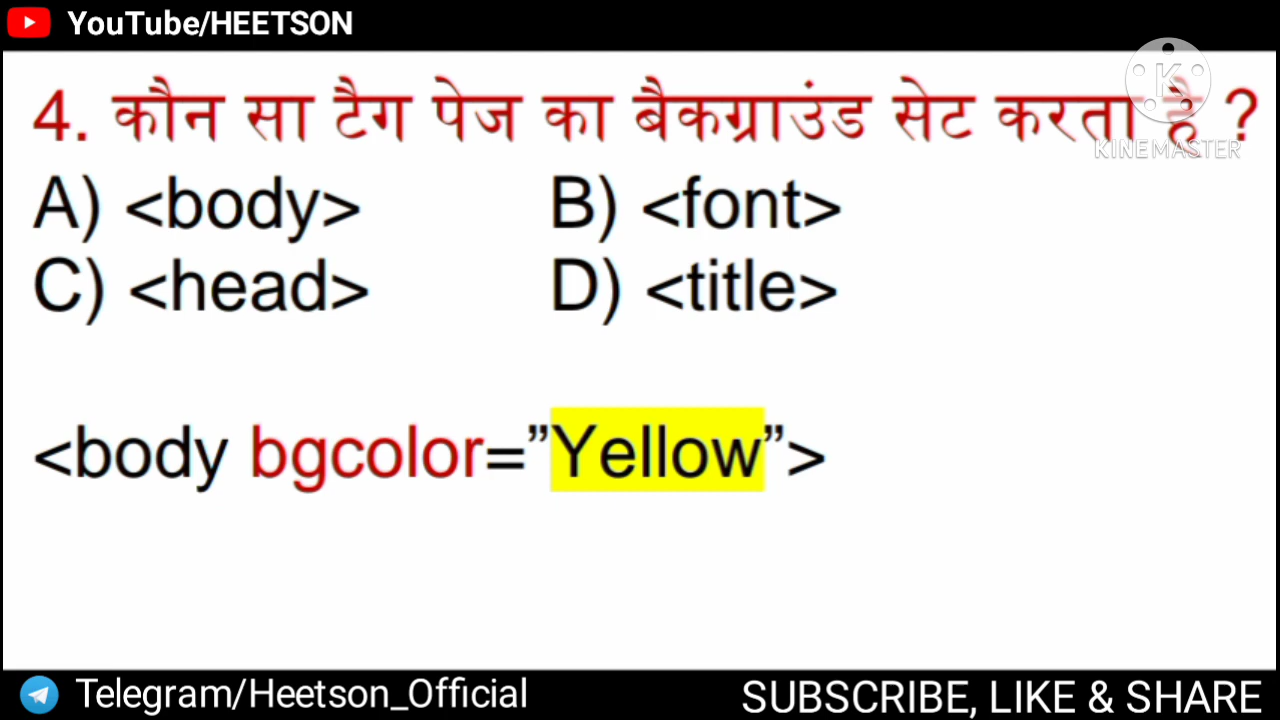 YouTube/HEETSON
4. कौन सा टैग पेज का बैकग्राउंड सेट करता है ?
KINEMASTER
A) <body> B) <font>
C) <head> D) <title>
<body bgcolor=”Yellow”>
Telegram/Heetson_Official SUBSCRIBE, LIKE & SHARE